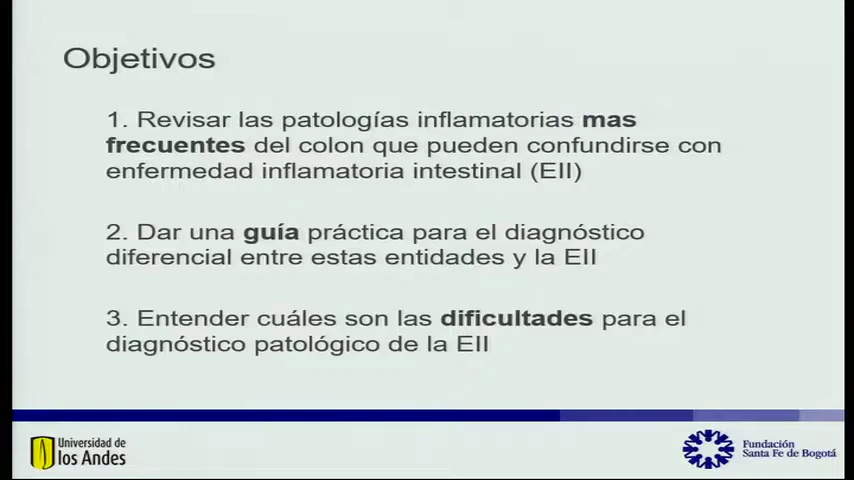 Objetivos
1. Revisar las patologías inflamatorias mas
frecuentes del colon que pueden confundirse con
enfermedad inflamatoria intestinal (EII)
2. Dar una guía práctica para el diagnóstico
diferencial entre estas entidades y la EII
3. Entender cuáles son las dificultades para el
diagnóstico patológico de la EII
Universidad de
los Andes
Fundación
Santa Fe de Bogotá